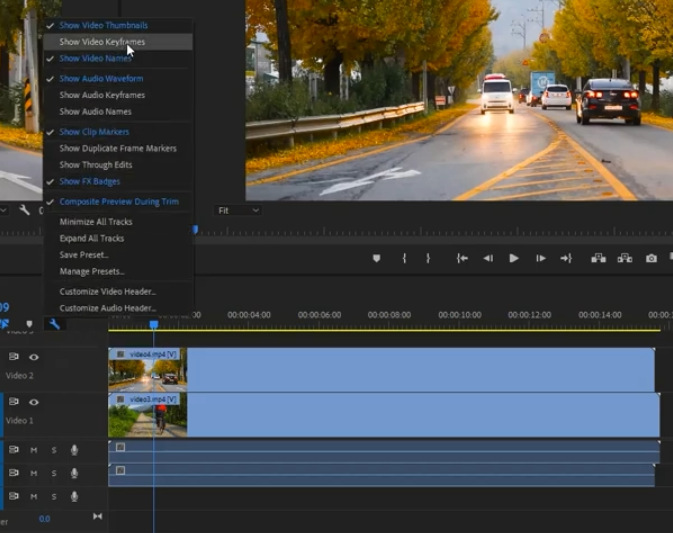 Show Video Thumbnails
Show Video Keyframes
Show Video Names
Show Audio Waveform
Show Audio Keyframes
Show Audio Names
Show Clip Markers
Show Duplicate Frame Markers
Show Through Edits
Show FX Badges
Composite Preview During Trim
Minimize All Tracks
Expand All Tracks
Save Preset...
Manage Presets...
Customize Video Header...
Customize Audio Header...
Fit
09
00:00:04:00 00:00:06:00 00:00:08:00 00:00:10:00 00:00:12:00 00:00:14:00
video4.mp4 [V]
Video 2
video3.mp4 [V]
Video 1
M S
M S
M S
0.0